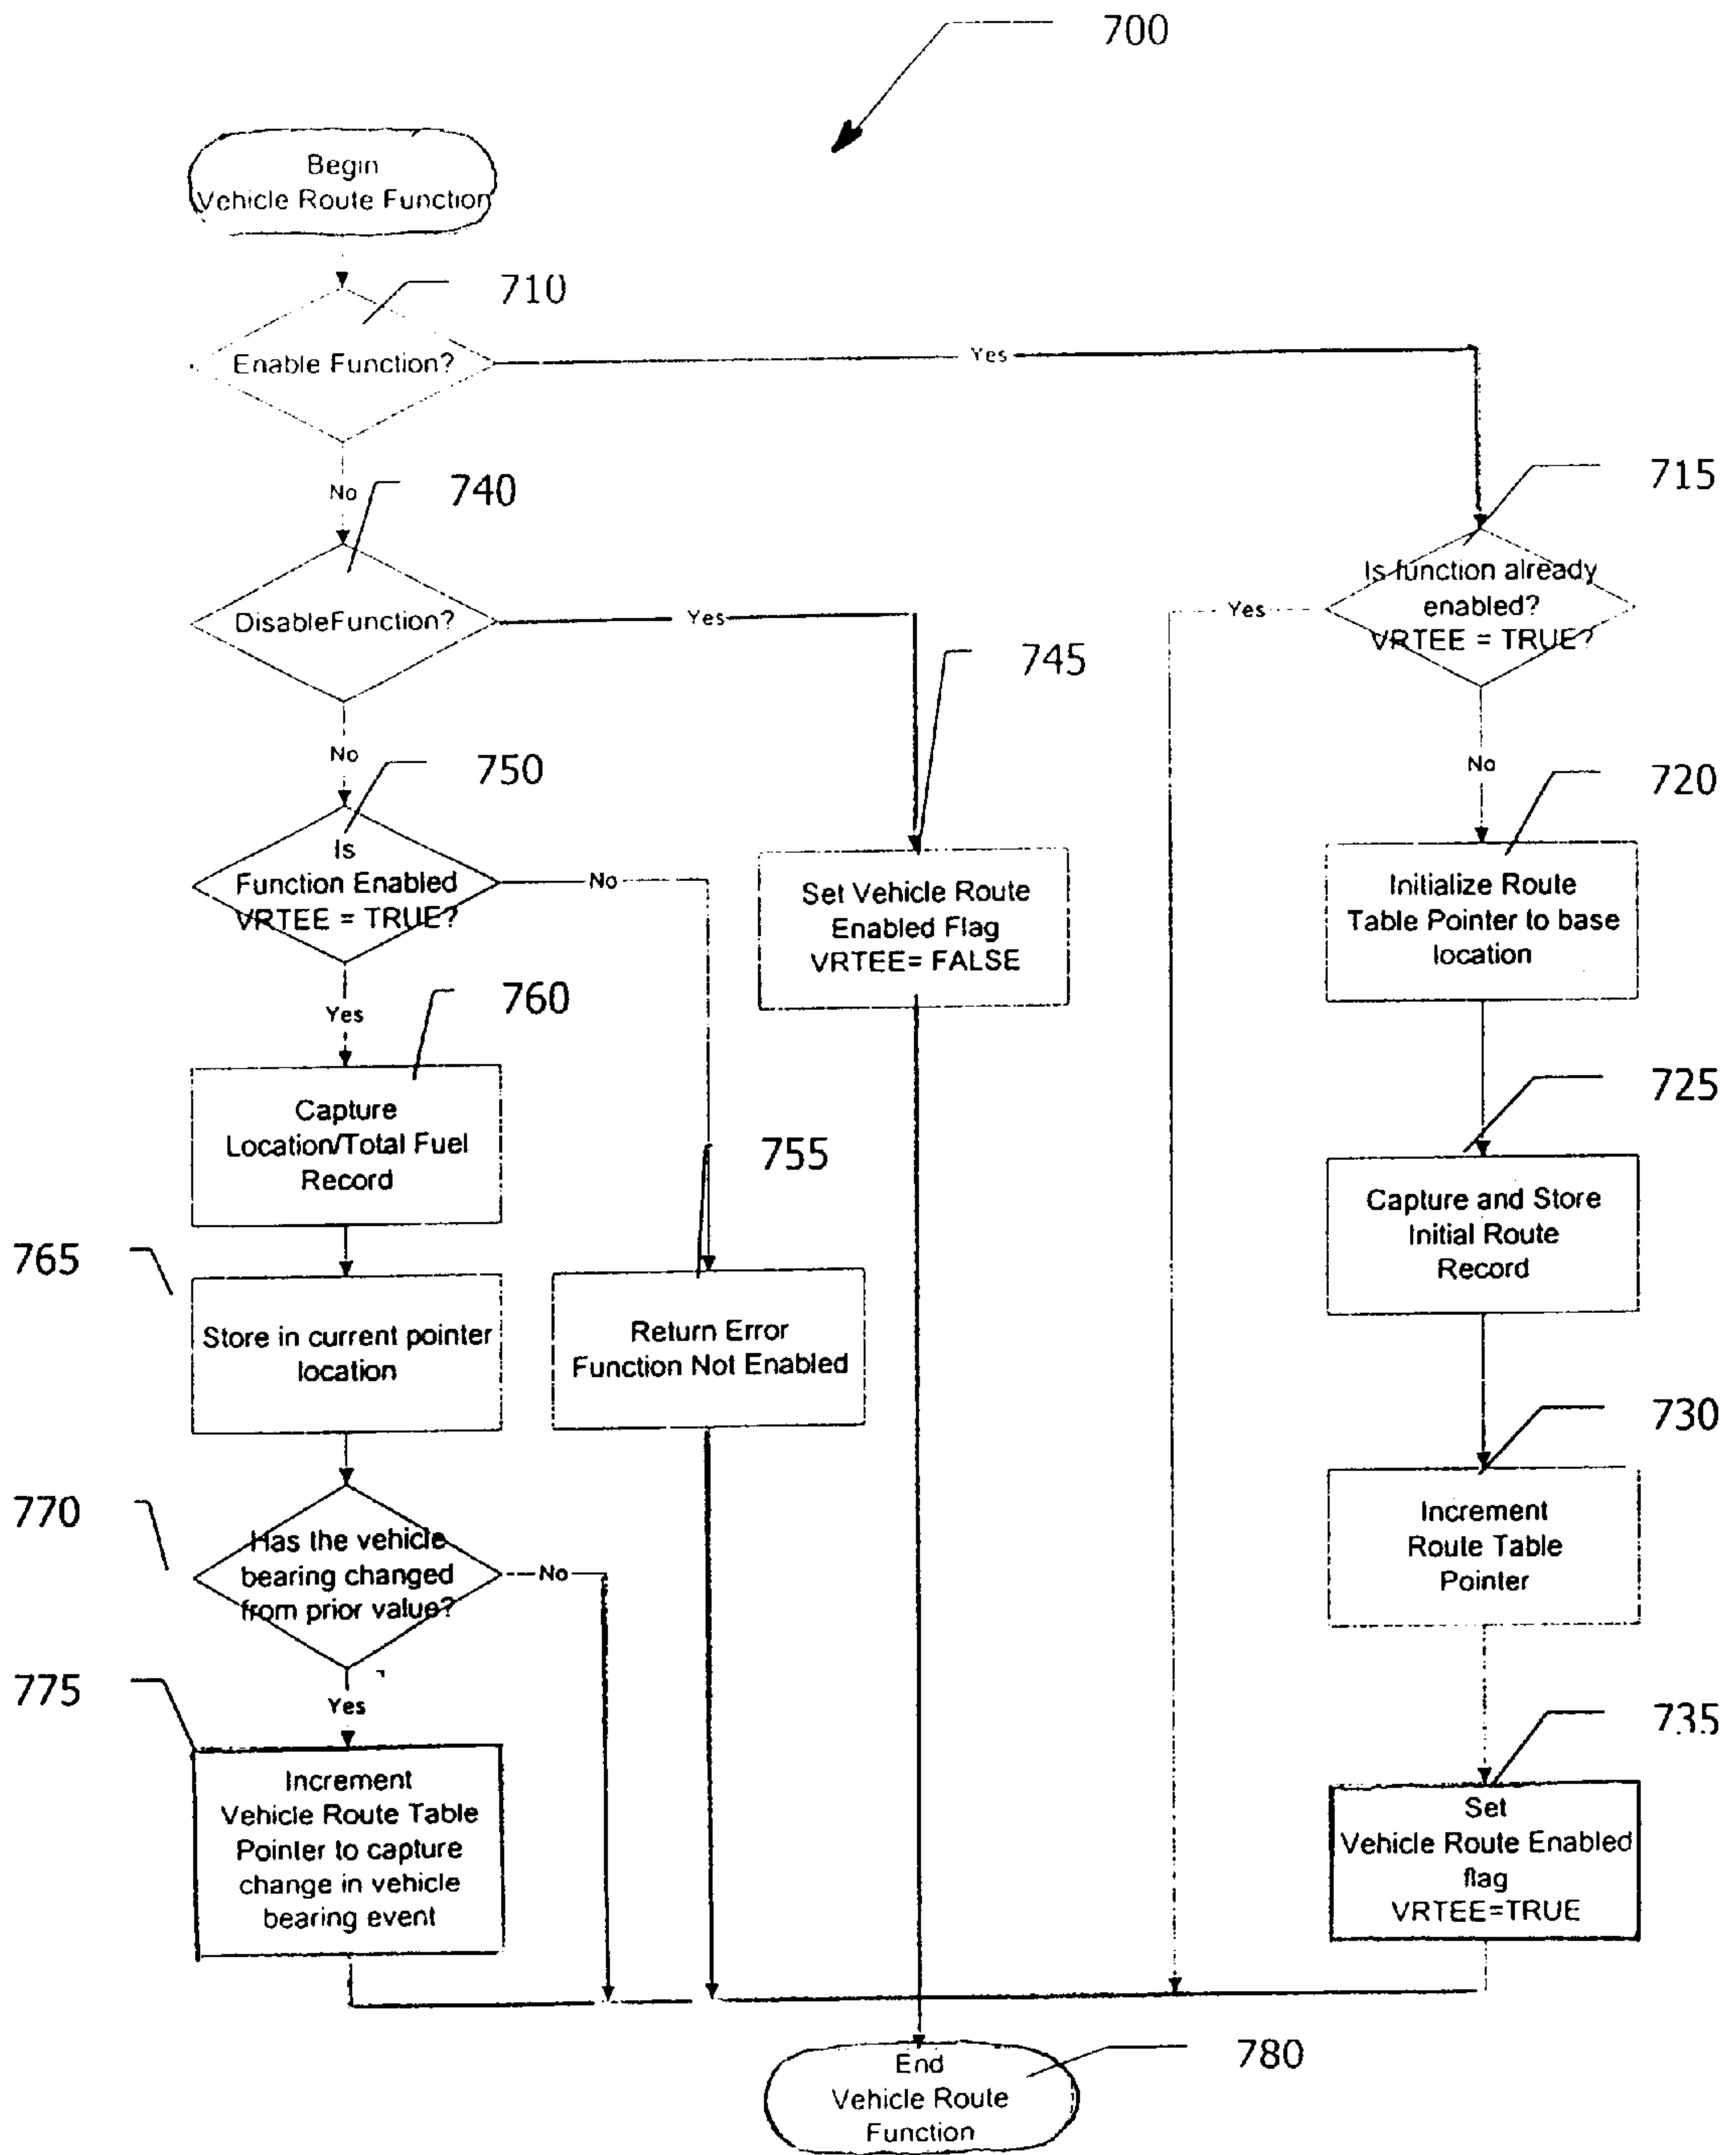 700
Begin
Vehicle Route Function
710
Enable Function?
Yes
No
740
715
Is function already
enabled?
VRTEE = TRUE?
DisableFunction?
Yes
Yes
745
No
750
No
720
Is
Function Enabled
VRTEE = TRUE?
No
Set Vehicle Route
Enabled Flag
VRTEE= FALSE
Initialize Route
Table Pointer to base
location
Yes
760
725
Capture
Location/Total Fuel
Record
755
Capture and Store
Initial Route
Record
765
Store in current pointer
location
Return Error
Function Not Enabled
730
770
Has the vehicle
bearing changed
from prior value?
No
Increment
Route Table
Pointer
775
Yes
735
Increment
Vehicle Route Table
Pointer to capture
change in vehicle
bearing event
Set
Vehicle Route Enabled
flag
VRTEE=TRUE
780
End
Vehicle Route
Function